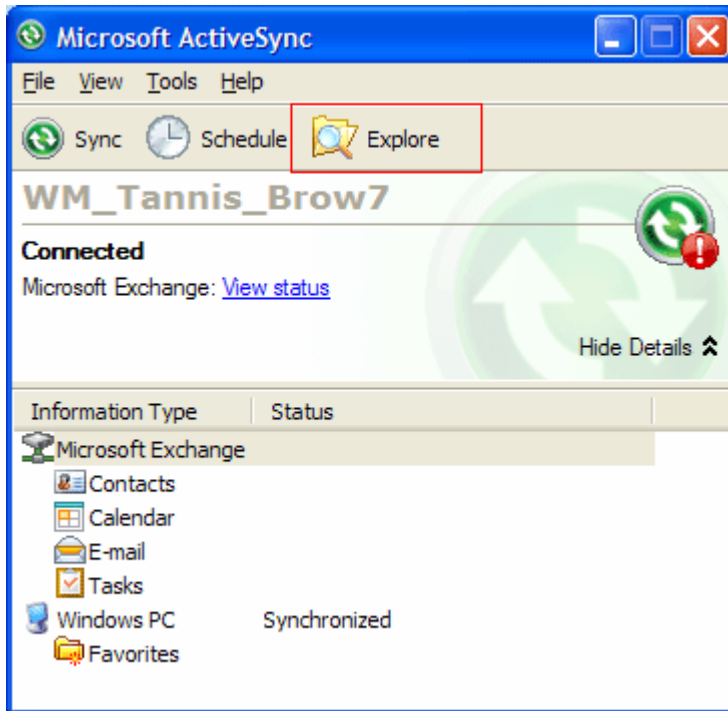 Microsoft ActiveSync
File View Tools Help
Sync Schedule Explore
WM_Tannis_Brow7
Connected
Microsoft Exchange: View status
Hide Details
Information Type Status
Microsoft Exchange
Contacts
Calendar
E-mail
Tasks
Windows PC Synchronized
Favorites